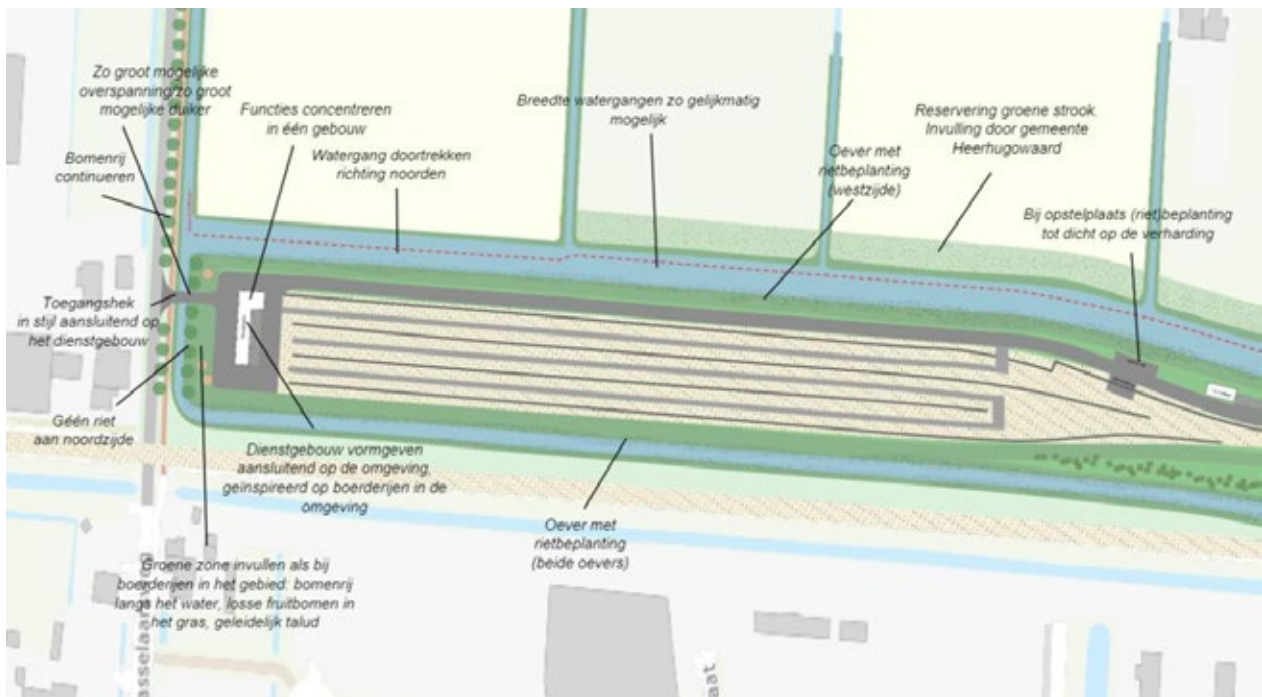 Zo groot mogelijke
overspanning/zo groot
mogelijke duiker
Functies concentreren
in één gebouw
Breedte watergangen zo gelijkmatig
mogelijk
Reservering groene strook.
Invulling door gemeente
Heerhugowaard
Bomenrij
continueren
Watergang doortrekken
richting noorden
Oever met
rietbeplanting
(westzijde)
Bij opstelplaats (riet)beplanting
tot dicht op de verharding
Toegangshek
in stijl aansluitend op
het dienstgebouw
Géén riet
aan noordzijde
Dienstgebouw vormgeven
aansluitend op de omgeving,
geïnspireerd op boerderijen in de
omgeving
Oever met
rietbeplanting
(beide oevers)
Groene zone invullen als bij
boerderijen in het gebied: bomenrij
langs het water, losse fruitbomen in
het gras, geleidelijk talud
aat